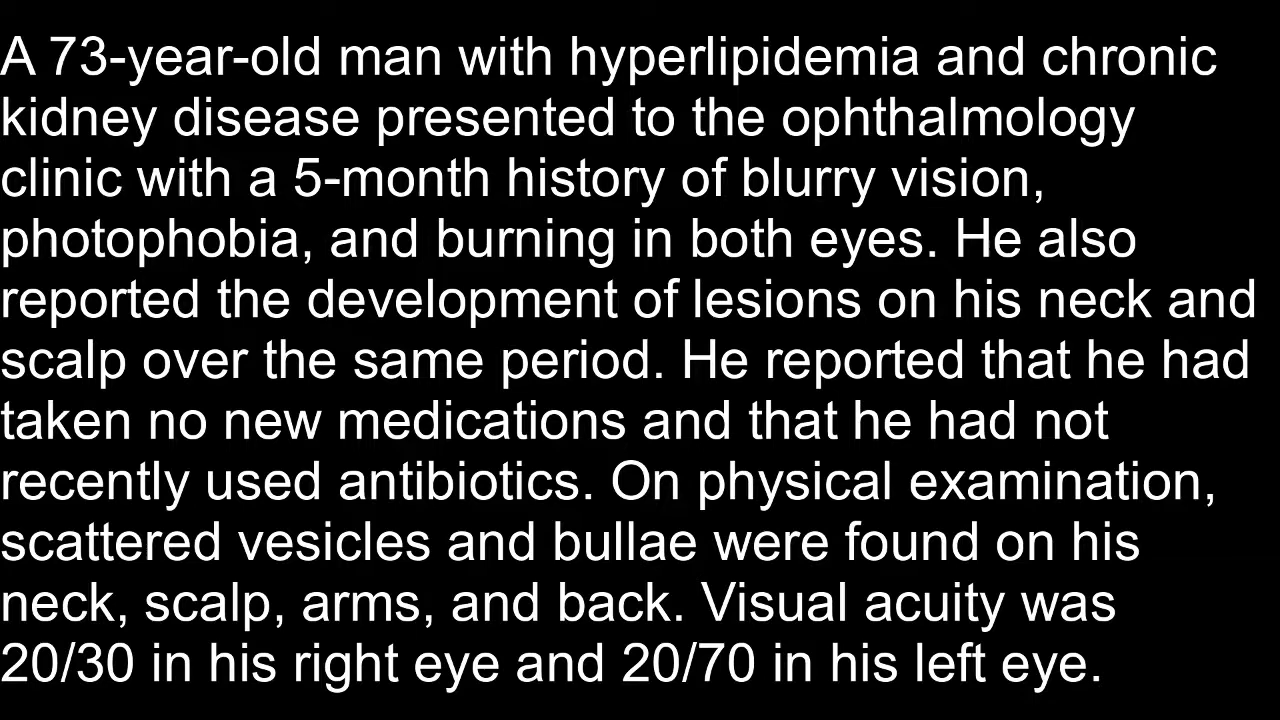 A 73-year-old man with hyperlipidemia and chronic
kidney disease presented to the ophthalmology
clinic with a 5-month history of blurry vision,
photophobia, and burning in both eyes. He also
reported the development of lesions on his neck and
scalp over the same period. He reported that he had
taken no new medications and that he had not
recently used antibiotics. On physical examination,
scattered vesicles and bullae were found on his
neck, scalp, arms, and back. Visual acuity was
20/30 in his right eye and 20/70 in his left eye.